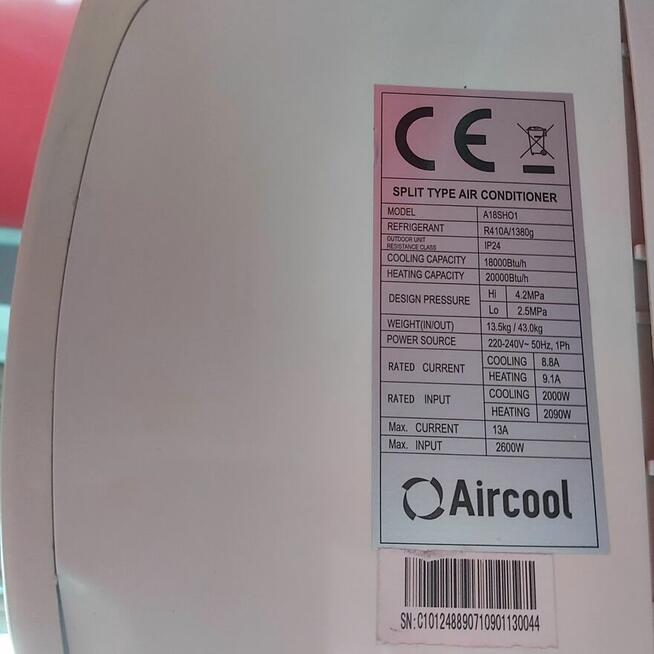 CE
SPLIT TYPE AIR CONDITIONER
MODEL A18SHO1
REFRIGERANT R410A/1380g
OUTDOOR UNIT
RESISTANCE CLASS IP24
COOLING CAPACITY 18000Btu/h
HEATING CAPACITY 20000Btu/h
DESIGN PRESSURE Hi 4.2MPa
Lo 2.5MPa
WEIGHT(IN/OUT) 13.5kg / 43.0kg
POWER SOURCE 220-240V~ 50Hz, 1Ph
RATED CURRENT COOLING 8.8A
HEATING 9.1A
RATED INPUT COOLING 2000W
HEATING 2090W
Max. CURRENT 13A
Max. INPUT 2600W
Aircool
SN:C101248890710901130044